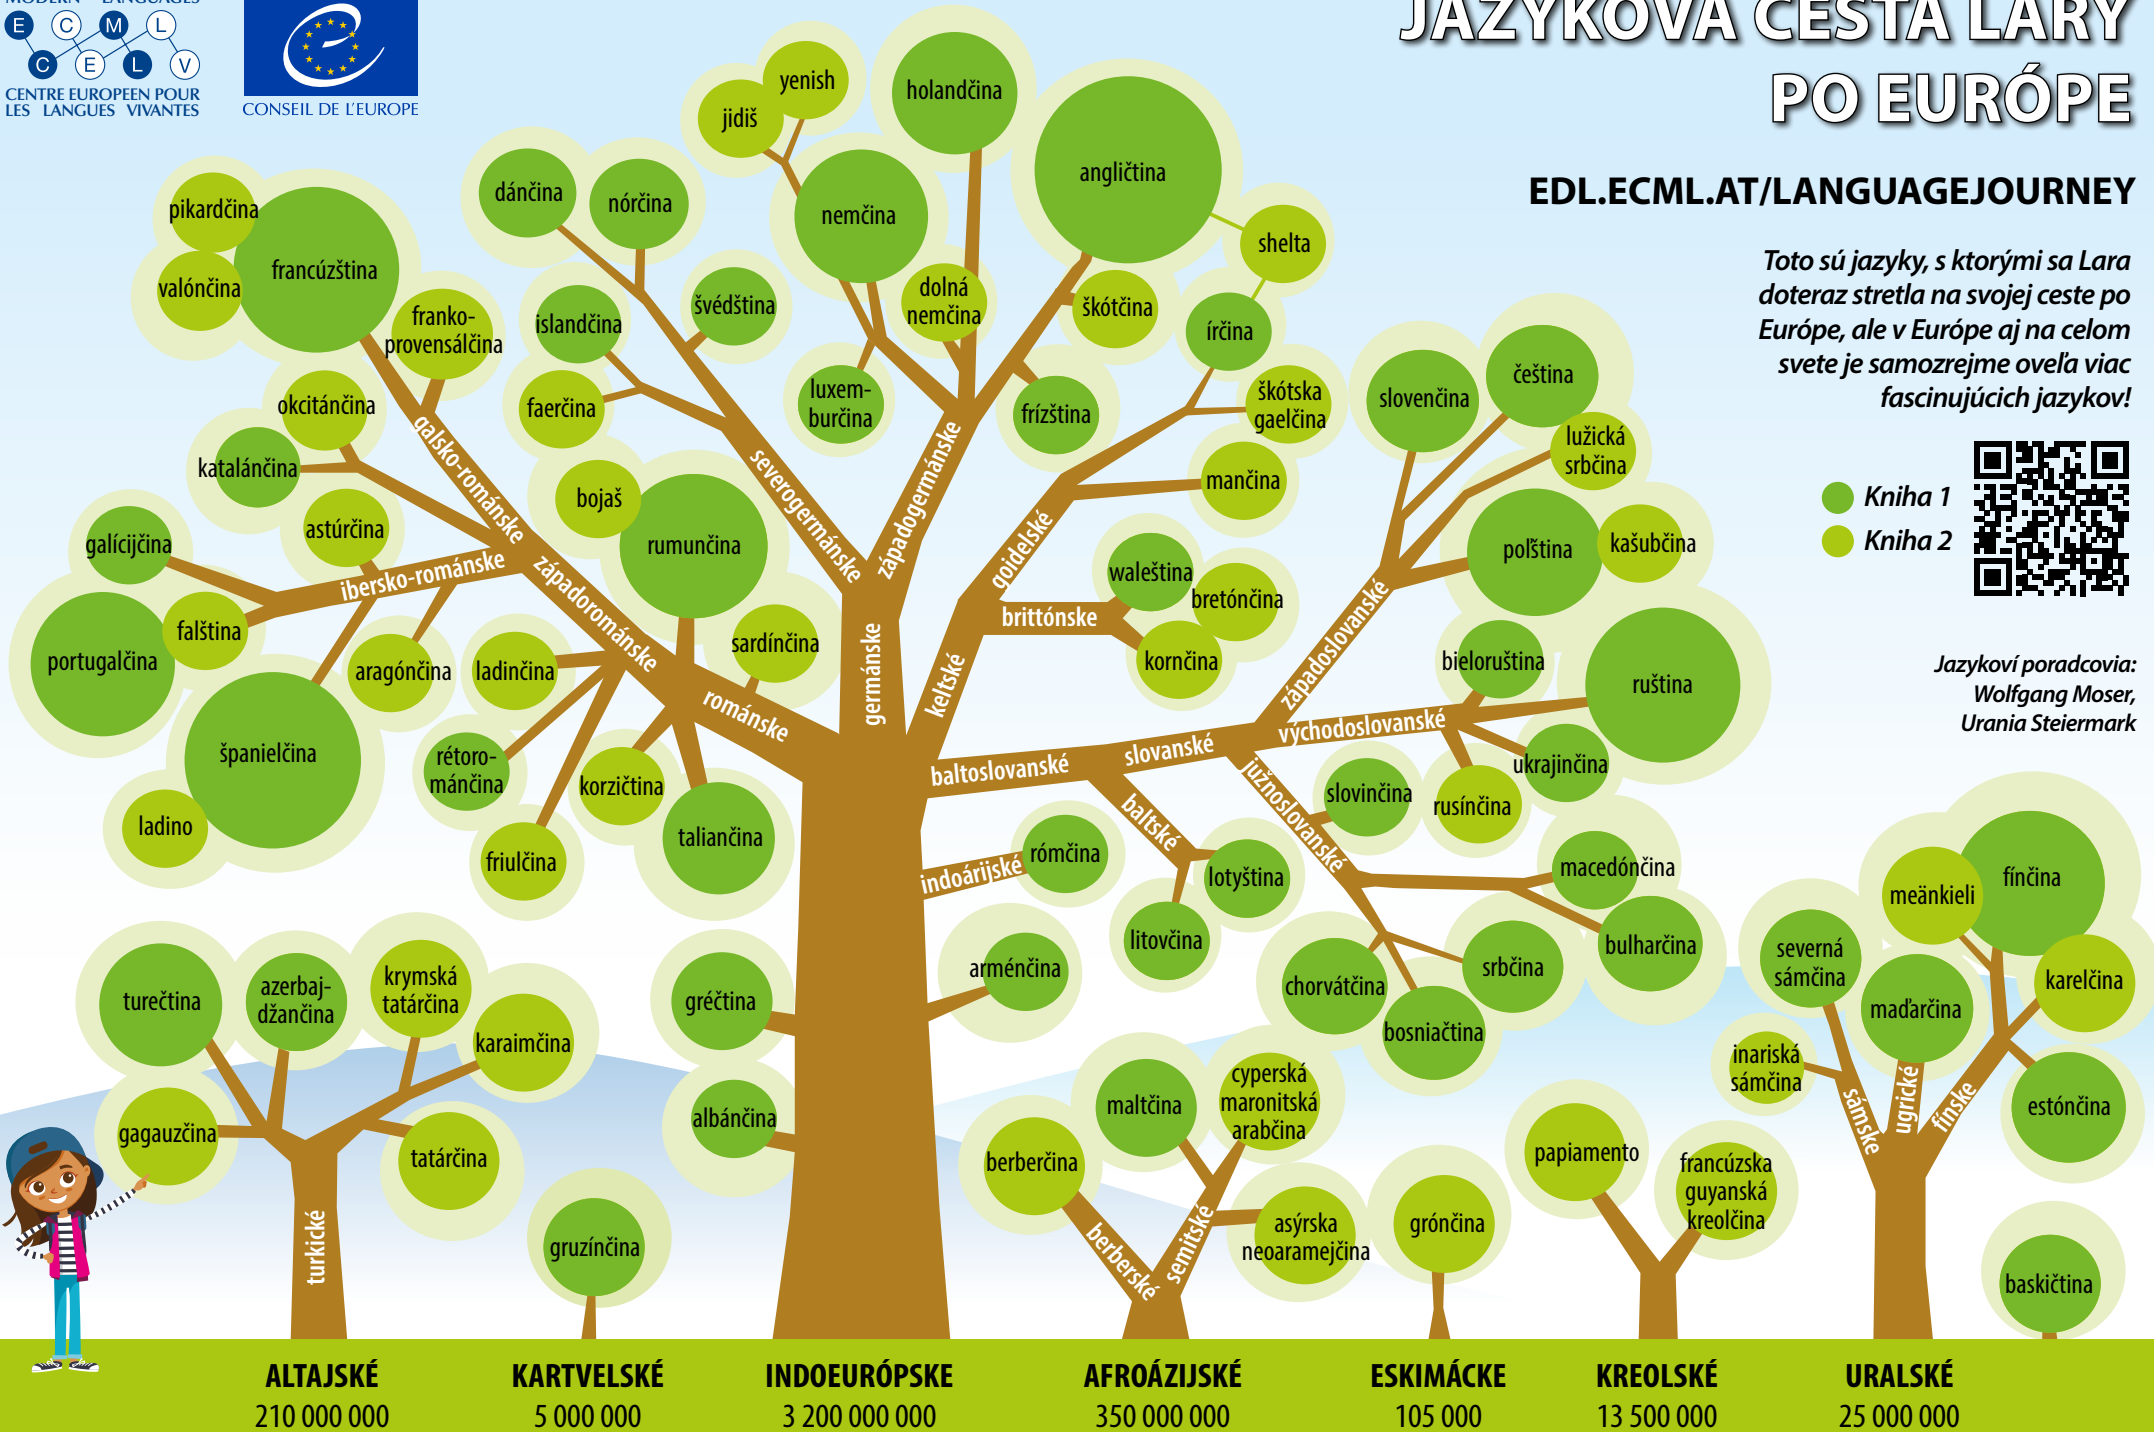 MODERN LANGUAGES
E C M L
C E L V
CENTRE EUROPEEN POUR
LES LANGUES VIVANTES
CONSEIL DE L'EUROPE
JAZYKOVÁ CESTA LARY
PO EURÓPE
EDL.ECML.AT/LANGUAGEJOURNEY
Toto sú jazyky, s ktorými sa Lara
doteraz stretla na svojej ceste po
Európe, ale v Európe aj na celom
svete je samozrejme oveľa viac
fascinujúcich jazykov!
Kniha 1
Kniha 2
Jazykoví poradcovia:
Wolfgang Moser,
Urania Steiermark
pikardčina
valónčina
francúzština
franko-
provensálčina
okcitánčina
katalánčina
galsko-románske
astúrčina
galícijčina
ibersko-románske
falština
portugalčina
španielčina
ladino
aragónčina
ladinčina
rétoro-
mánčina
friulčina
korzičtina
taliančina
západorománske
románske
sardínčina
rumunčina
bojaš
dánčina
nórčina
švédština
islandčina
faerčina
severogermánske
jidiš
yenish
nemčina
luxem-
burčina
dolná
nemčina
holandčina
angličtina
škótčina
frízština
západogermánske
germánske
shelta
írčina
škótska
gaelčina
mančina
goidelské
keltské
brittónske
waleština
bretónčina
kornčina
slovenčina
čeština
lužická
srbčina
poľština
kašubčina
západoslovanské
bieloruština
ruština
ukrajinčina
rusínčina
východoslovanské
slovanské
baltoslovanské
baltské
lotyština
litovčina
južnoslovanské
slovinčina
macedónčina
bulharčina
srbčina
bosniačtina
chorvátčina
indoárijské
rómčina
arménčina
gréčtina
albánčina
turečtina
azerbaj-
džančina
krymská
tatárčina
karaimčina
gagauzčina
tatárčina
turkické
gruzínčina
berberčina
maltčina
cyperská
maronitská
arabčina
asýrska
neoaramejčina
berberské
semitské
grónčina
papiamento
francúzska
guyanská
kreolčina
severná
sámčina
inariská
sámčina
maďarčina
meänkieli
fínčina
karelčina
estónčina
sámske
ugrické
fínske
baskičtina
ALTAJSKÉ
210 000 000
KARTVELSKÉ
5 000 000
INDOEURÓPSKE
3 200 000 000
AFROÁZIJSKÉ
350 000 000
ESKIMÁCKE
105 000
KREOLSKÉ
13 500 000
URALSKÉ
25 000 000